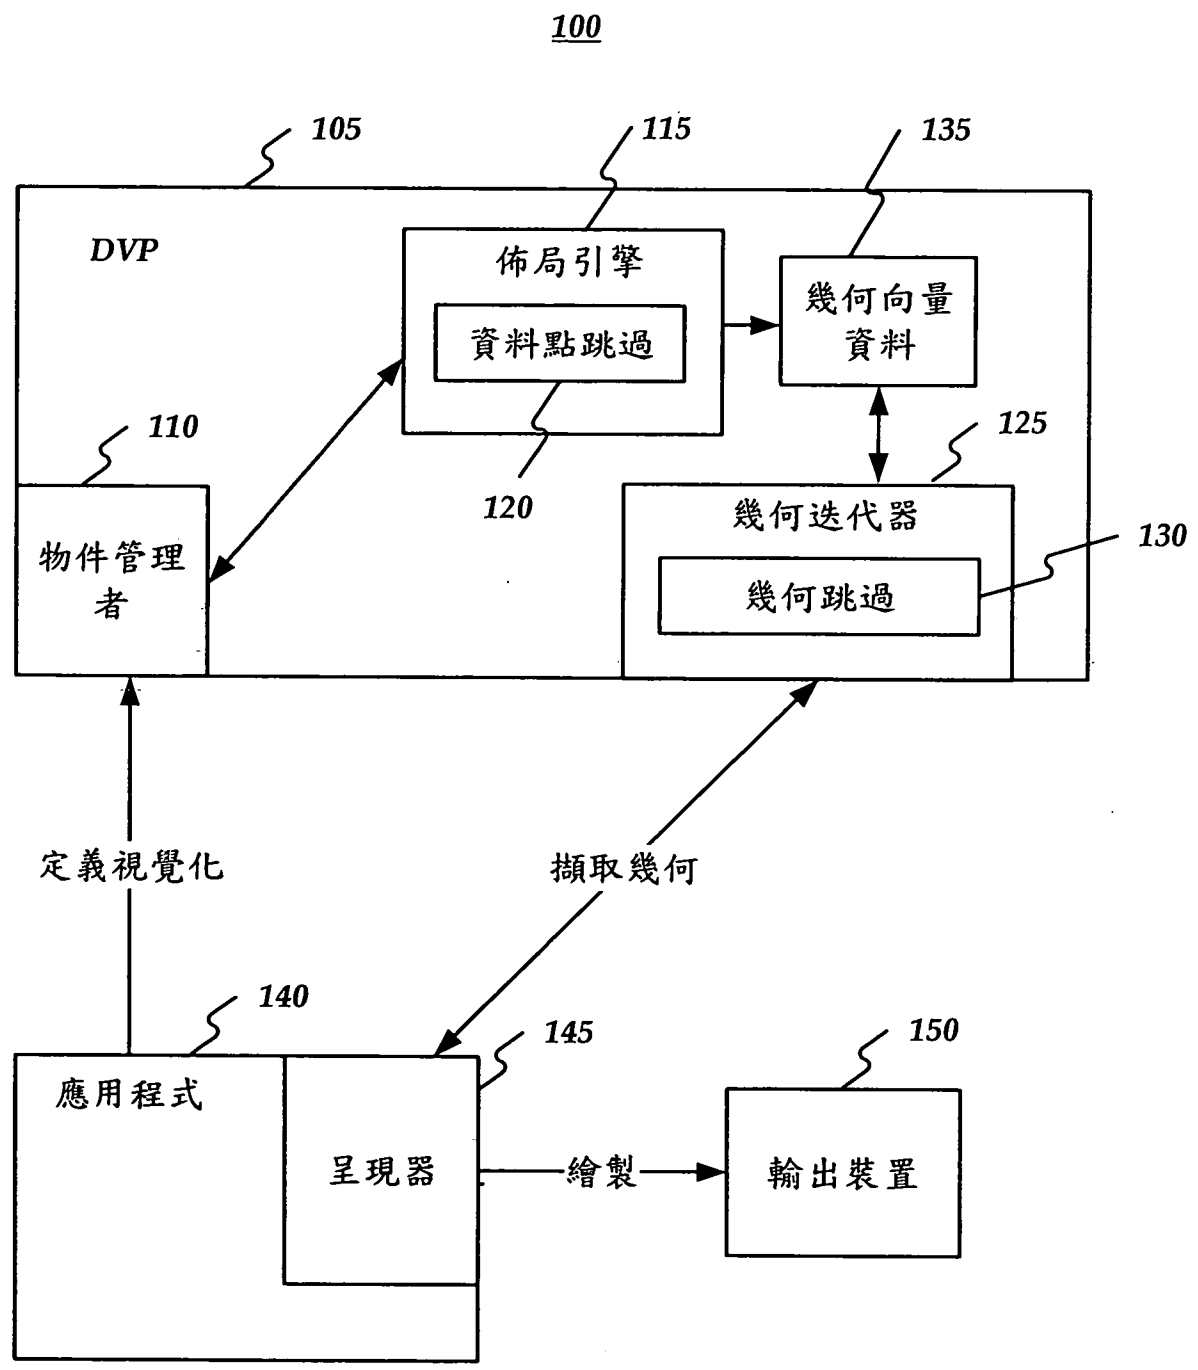 100
105
115
135
DVP
佈局引擎
資料點跳過
幾何向量
資料
110
120
125
物件管理
者
幾何迭代器
幾何跳過
130
定義視覺化
擷取幾何
140
145
150
應用程式
呈現器
繪製
輸出裝置